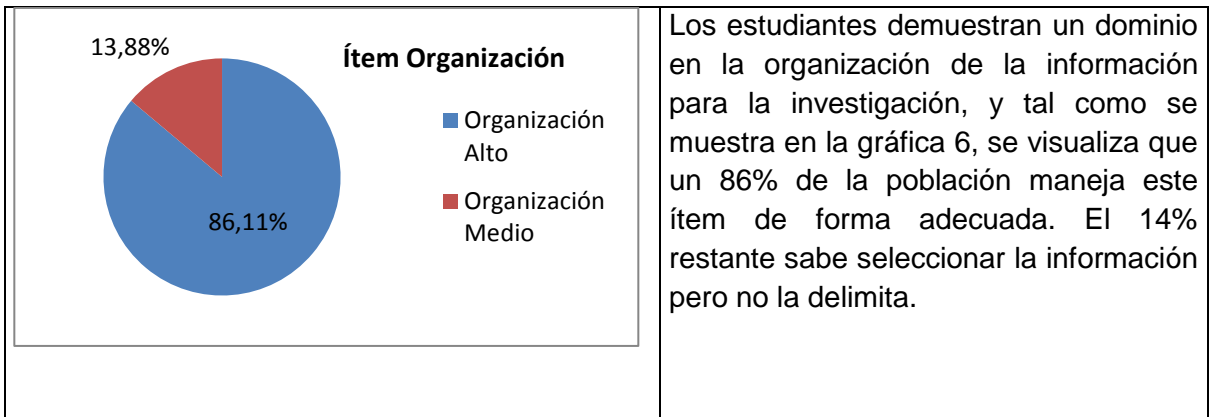 13,88%
Ítem Organización
Organización
Alto
Organización
Medio
86,11%
Los estudiantes demuestran un dominio
en la organización de la información
para la investigación, y tal como se
muestra en la gráfica 6, se visualiza que
un 86% de la población maneja este
ítem de forma adecuada. El 14%
restante sabe seleccionar la información
pero no la delimita.